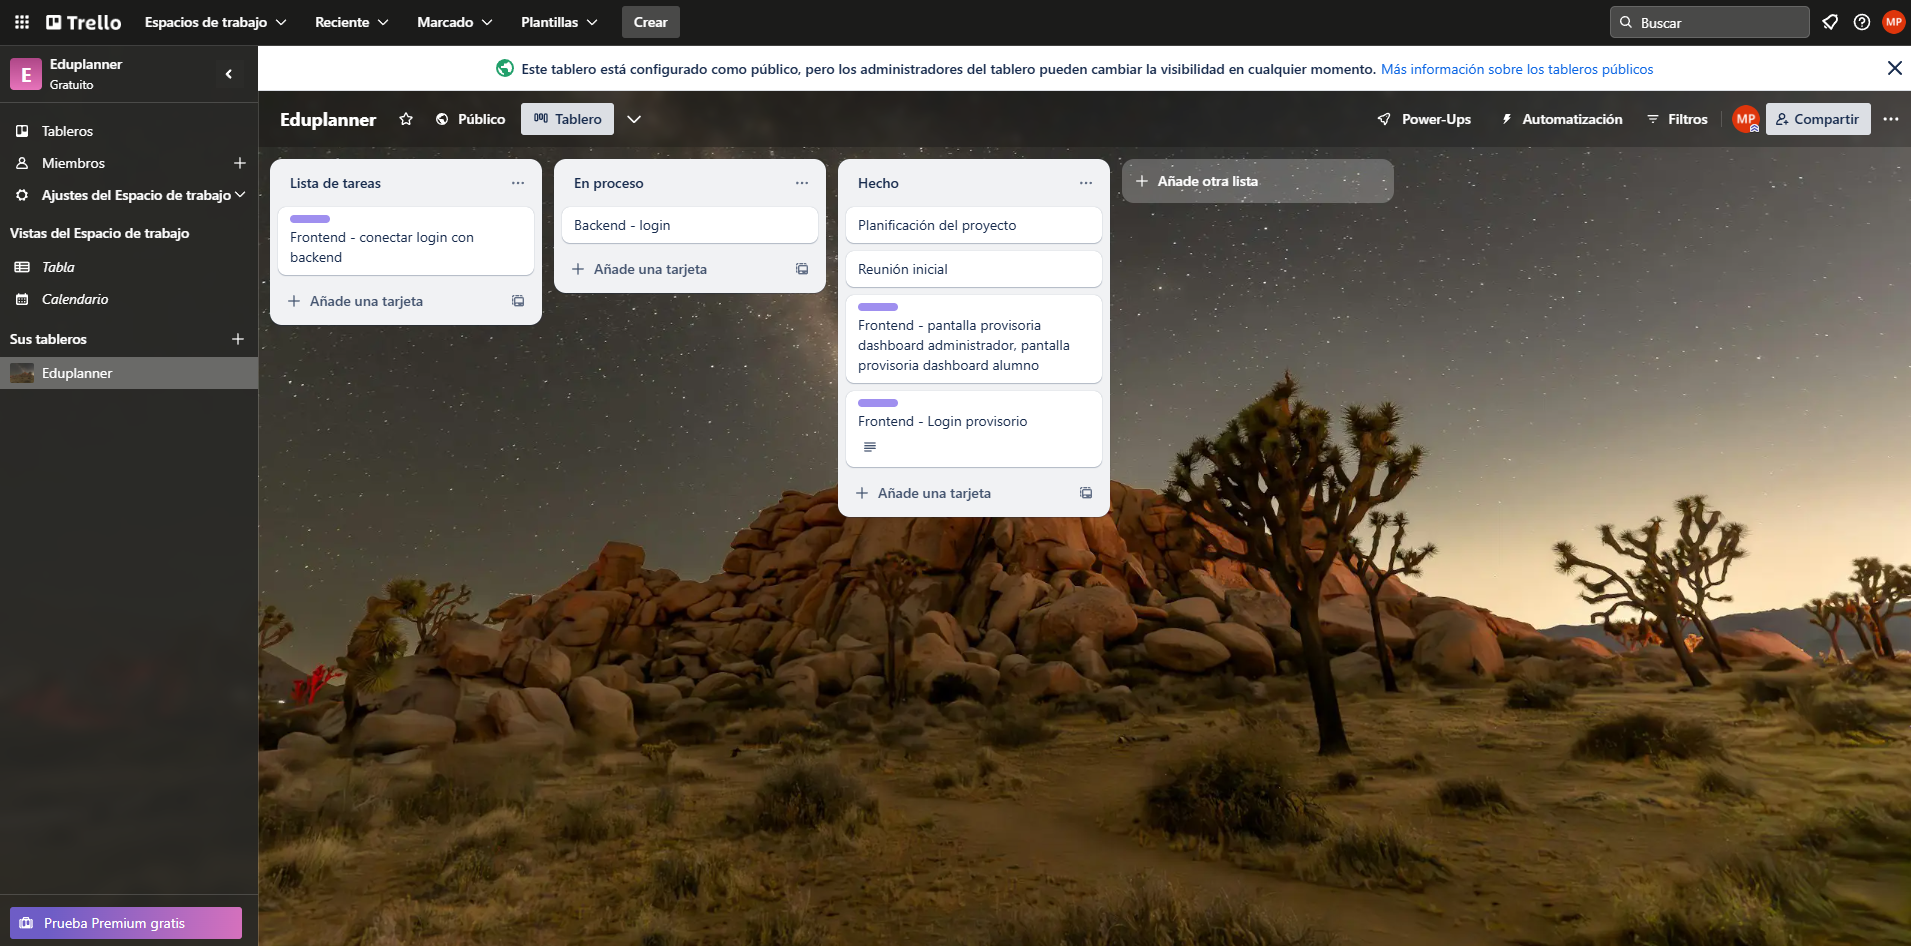 Trello
Espacios de trabajo
Reciente
Marcado
Plantillas
Crear
Buscar
MP
E
Eduplanner
Gratuito
Tableros
Miembros
Ajustes del Espacio de trabajo
Vistas del Espacio de trabajo
Tabla
Calendario
Sus tableros
Eduplanner
Prueba Premium gratis
Este tablero está configurado como público, pero los administradores del tablero pueden cambiar la visibilidad en cualquier momento. Más información sobre los tableros públicos
Eduplanner
Público
Tablero
Power-Ups
Automatización
Filtros
MP
Compartir
Lista de tareas
Frontend - conectar login con
backend
Añade una tarjeta
En proceso
Backend - login
Añade una tarjeta
Hecho
Planificación del proyecto
Reunión inicial
Frontend - pantalla provisoria
dashboard administrador, pantalla
provisoria dashboard alumno
Frontend - Login provisorio
Añade una tarjeta
Añade otra lista